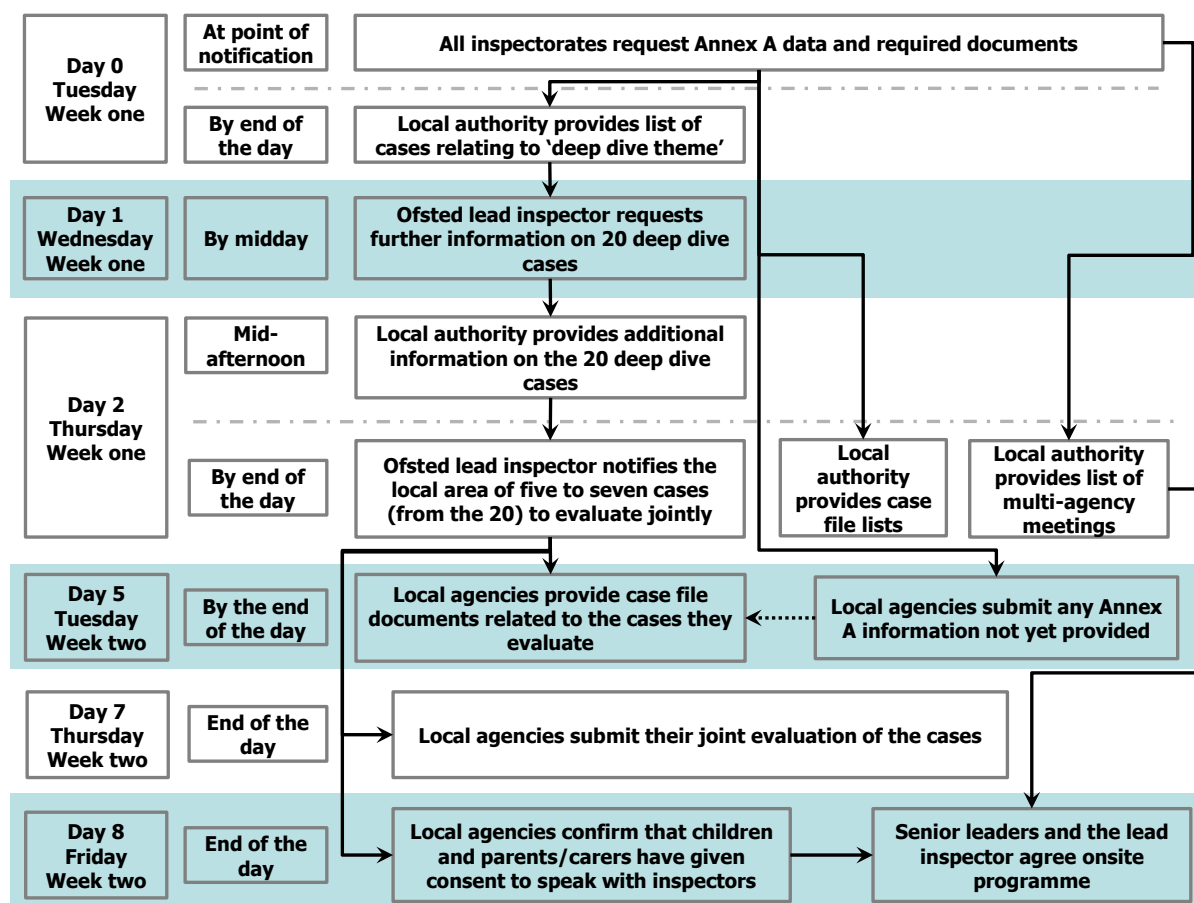 Day 0
Tuesday
Week one
At point of
notification
All inspectorates request Annex A data and required documents
By end of
the day
Local authority provides list of
cases relating to ‘deep dive theme’
Day 1
Wednesday
Week one
By midday
Ofsted lead inspector requests
further information on 20 deep dive
cases
Day 2
Thursday
Week one
Mid-
afternoon
Local authority provides additional
information on the 20 deep dive
cases
By end of
the day
Ofsted lead inspector notifies the
local area of five to seven cases
(from the 20) to evaluate jointly
Local
authority
provides case
file lists
Local authority
provides list of
multi-agency
meetings
Day 5
Tuesday
Week two
By the end
of the day
Local agencies provide case file
documents related to the cases they
evaluate
Local agencies submit any Annex
A information not yet provided
Day 7
Thursday
Week two
End of the
day
Local agencies submit their joint evaluation of the cases
Day 8
Friday
Week two
End of the
day
Local agencies confirm that children
and parents/carers have given
consent to speak with inspectors
Senior leaders and the lead
inspector agree onsite
programme